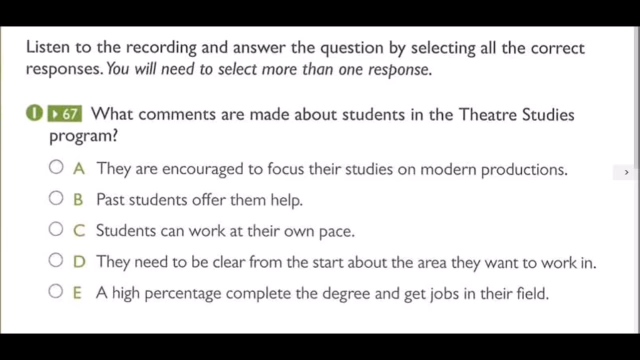 Listen to the recording and answer the question by selecting all the correct
responses. You will need to select more than one response.
1 ▶ 67 What comments are made about students in the Theatre Studies
program?
A They are encouraged to focus their studies on modern productions.
B Past students offer them help.
C Students can work at their own pace.
D They need to be clear from the start about the area they want to work in.
E A high percentage complete the degree and get jobs in their field.